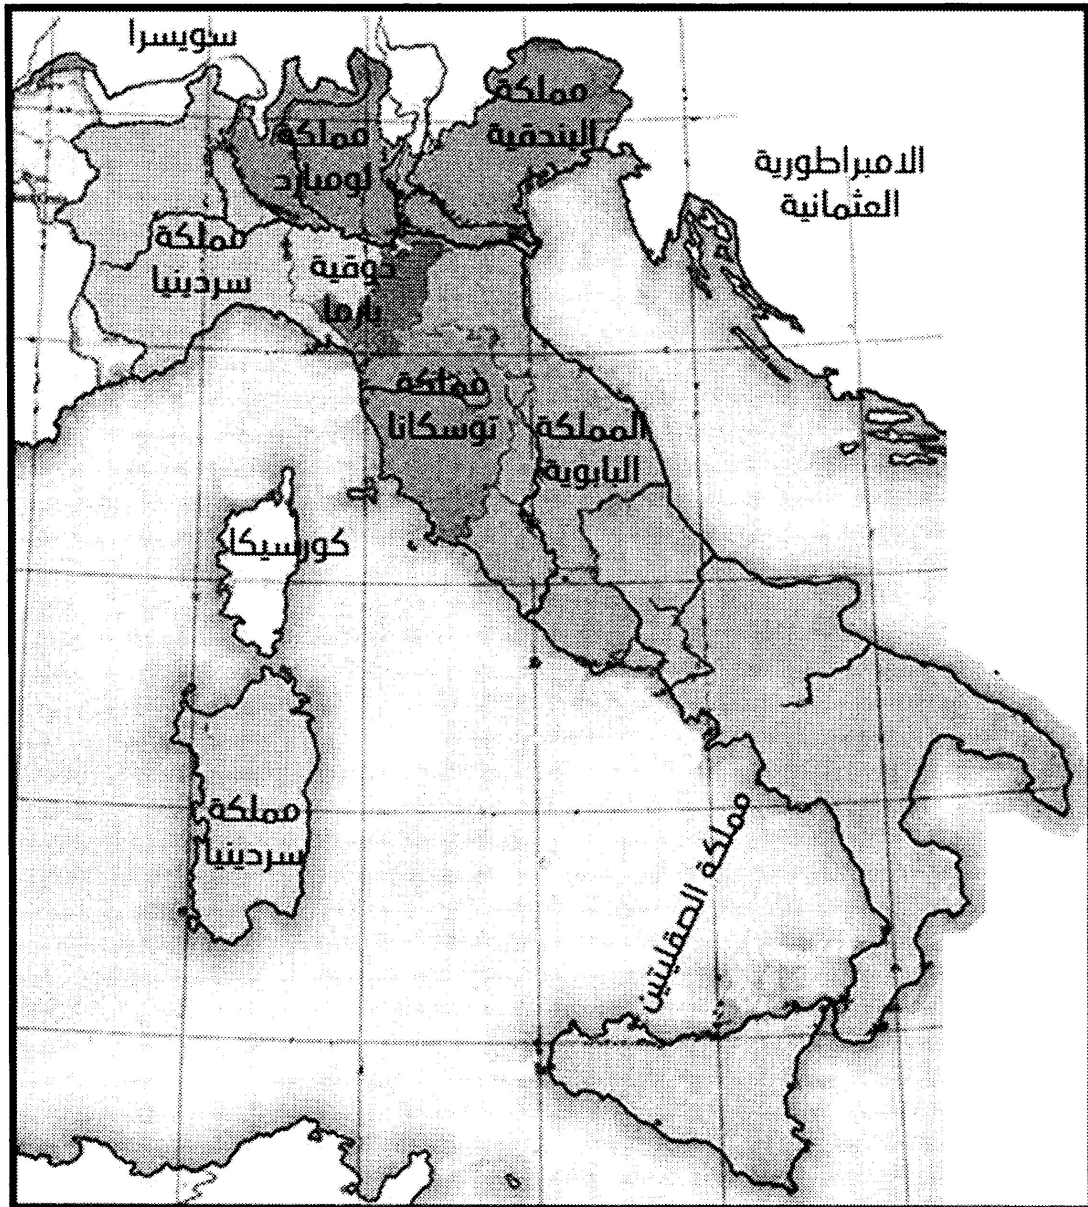 سويسرا
مملكة
البندقية
مملكة
لومبارد
الامبراطورية
العثمانية
مملكة
سردينيا
دوقية
بارما
مملكة
توسكانا
المملكة
البابوية
كورسيكا
مملكة
سردينيا
مملكة الصقليتين